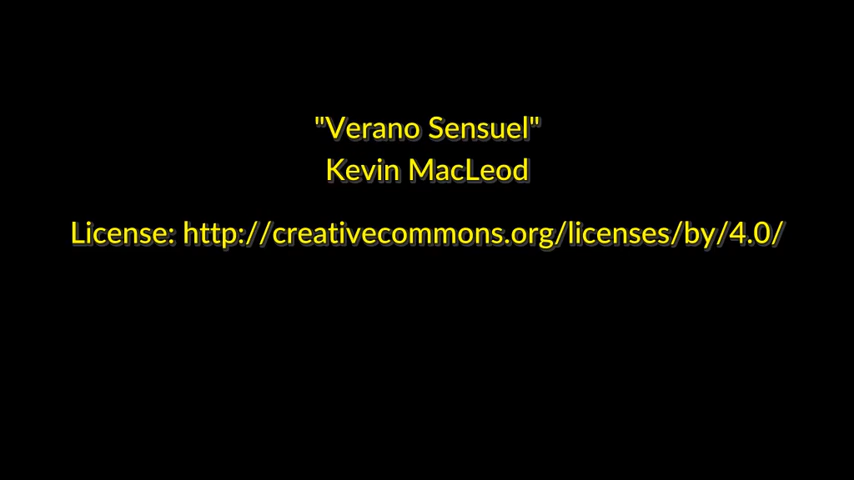 "Verano Sensuel"
Kevin MacLeod
License: http://creativecommons.org/licenses/by/4.0/